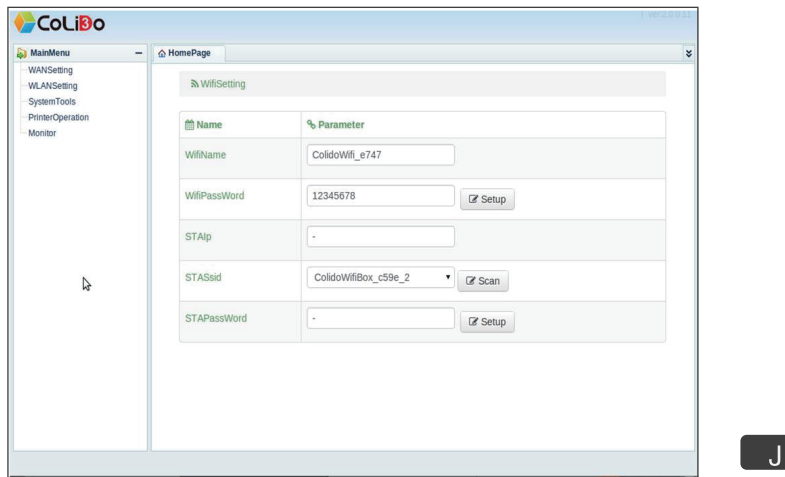 CoLiDo
MainMenu
HomePage
WANSetting
WLANSetting
SystemTools
PrinterOperation
Monitor
WifiSetting
Name Parameter
WifiName ColidoWifi_e747
WifiPassWord 12345678 Setup
STAIp -
STASsid ColidoWifiBox_c59e_2 Scan
STAPassWord - Setup
J